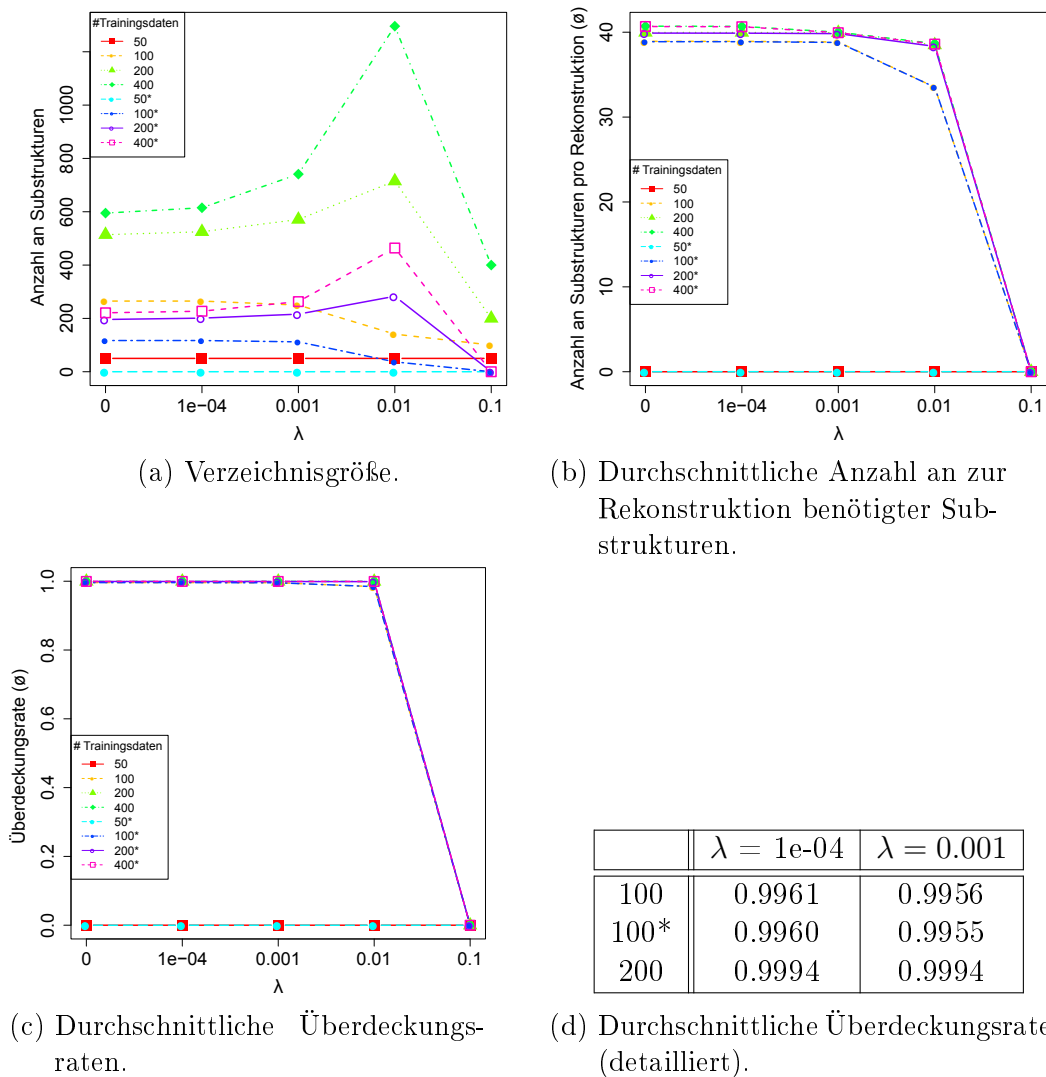 #Trainingsdaten
50
100
200
400
50*
100*
200*
400*
Anzahl an Substrukturen
0
200
400
600
800
1000
0
1e-04
0.001
0.01
0.1
λ
(a) Verzeichnisgröße.
# Trainingsdaten
50
100
200
400
50*
100*
200*
400*
Anzahl an Substrukturen pro Rekonstruktion (ø)
0
10
20
30
40
0
1e-04
0.001
0.01
0.1
λ
(b) Durchschnittliche Anzahl an zur
Rekonstruktion benötigter Sub-
strukturen.
# Trainingsdaten
50
100
200
400
50*
100*
200*
400*
Überdeckungsrate (ø)
0.0
0.2
0.4
0.6
0.8
1.0
0
1e-04
0.001
0.01
0.1
λ
(c) Durchschnittliche Überdeckungs-
raten.
λ = 1e-04 λ = 0.001
100 0.9961 0.9956
100* 0.9960 0.9955
200 0.9994 0.9994
(d) Durchschnittliche Überdeckungsrate
(detailliert).